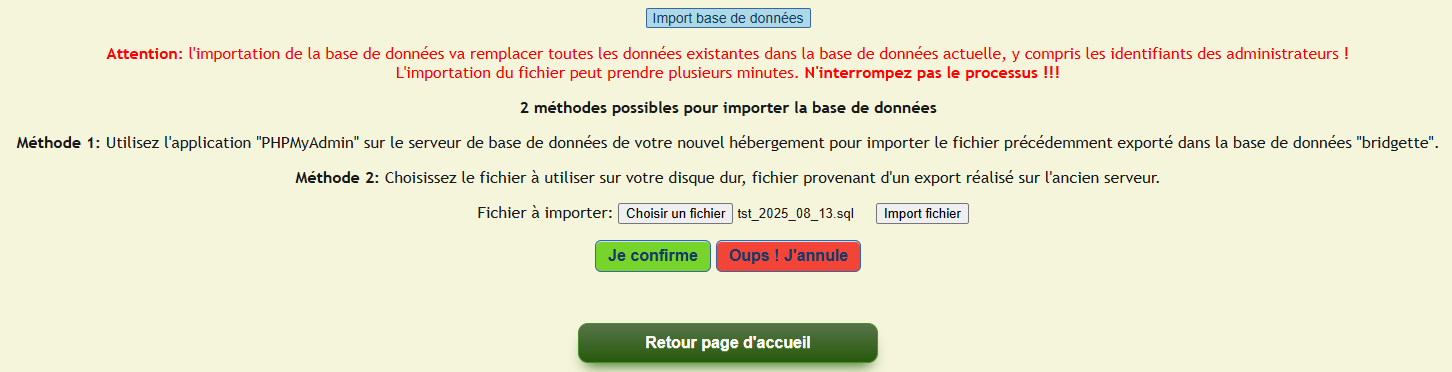 Import base de données
Attention: l'importation de la base de données va remplacer toutes les données existantes dans la base de données actuelle, y compris les identifiants des administrateurs !
L'importation du fichier peut prendre plusieurs minutes. N'interrompez pas le processus !!!
2 méthodes possibles pour importer la base de données
Méthode 1: Utilisez l'application "PHPMyAdmin" sur le serveur de base de données de votre nouvel hébergement pour importer le fichier précédemment exporté dans la base de données "bridgette".
Méthode 2: Choisissez le fichier à utiliser sur votre disque dur, fichier provenant d'un export réalisé sur l'ancien serveur.
Fichier à importer: Choisir un fichier tst_2025_08_13.sql Import fichier
Je confirme Oups ! J'annule
Retour page d'accueil